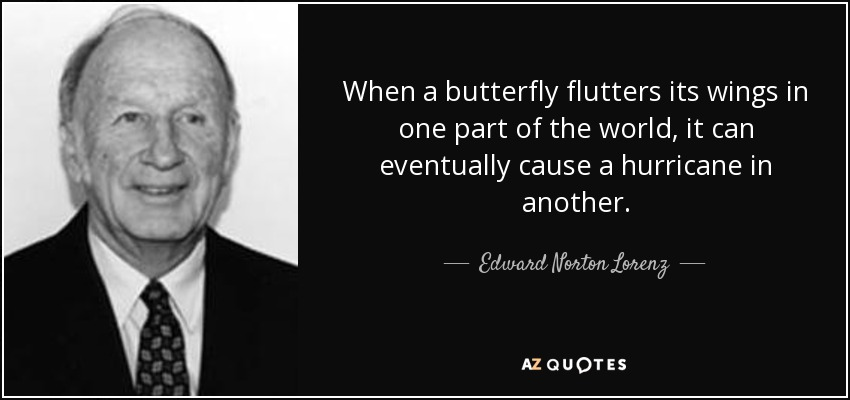 When a butterfly flutters its wings in
one part of the world, it can
eventually cause a hurricane in
another.
Edward Norton Lorenz
AZ QUOTES